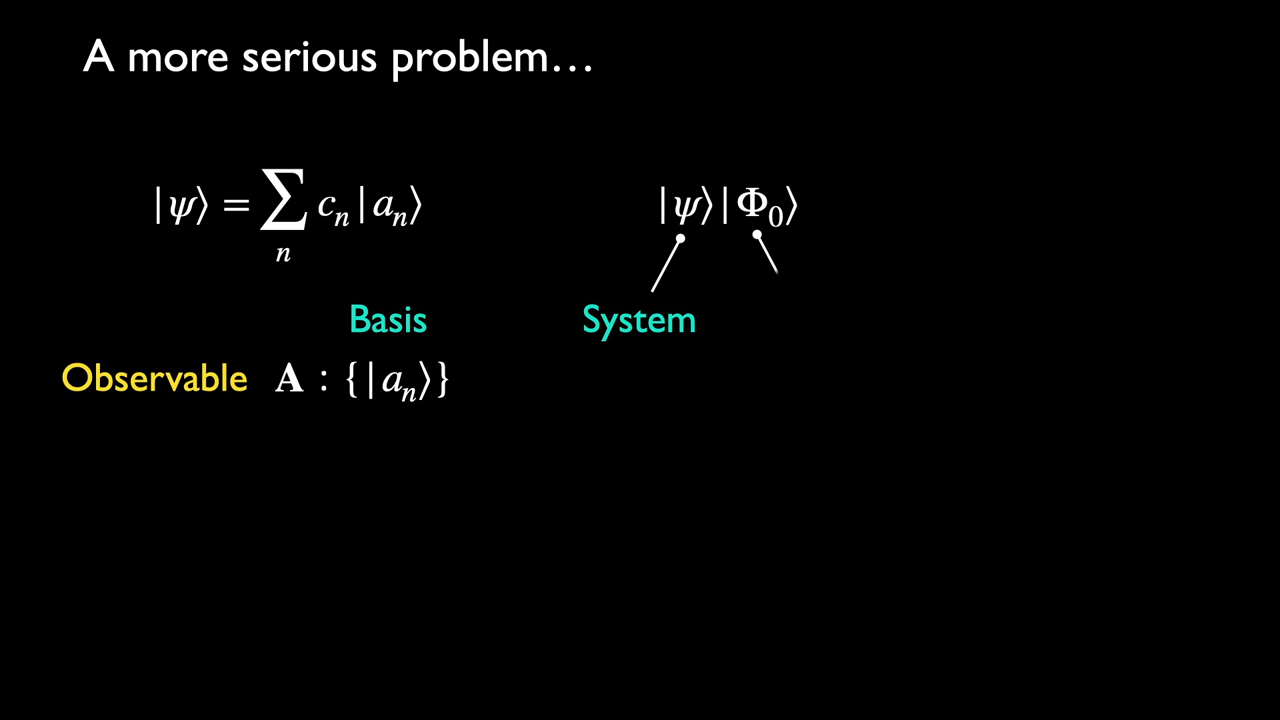 A more serious problem…
|ψ⟩ = ∑ₙ cₙ|aₙ⟩
|ψ⟩|Φ₀⟩
Basis
System
Observable A : {|aₙ⟩}